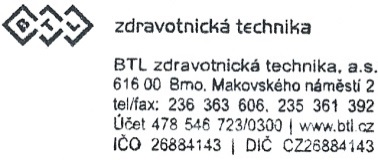 BTL zdravotnická technika
BTL zdravotnická technika, a.s.
616 00 Brno, Makovského náměstí 2
tel/fax: 236 363 606, 235 361 392
Účet 478 546 723/0300 | www.btl.cz
IČO 26884143 | DIČ CZ26884143